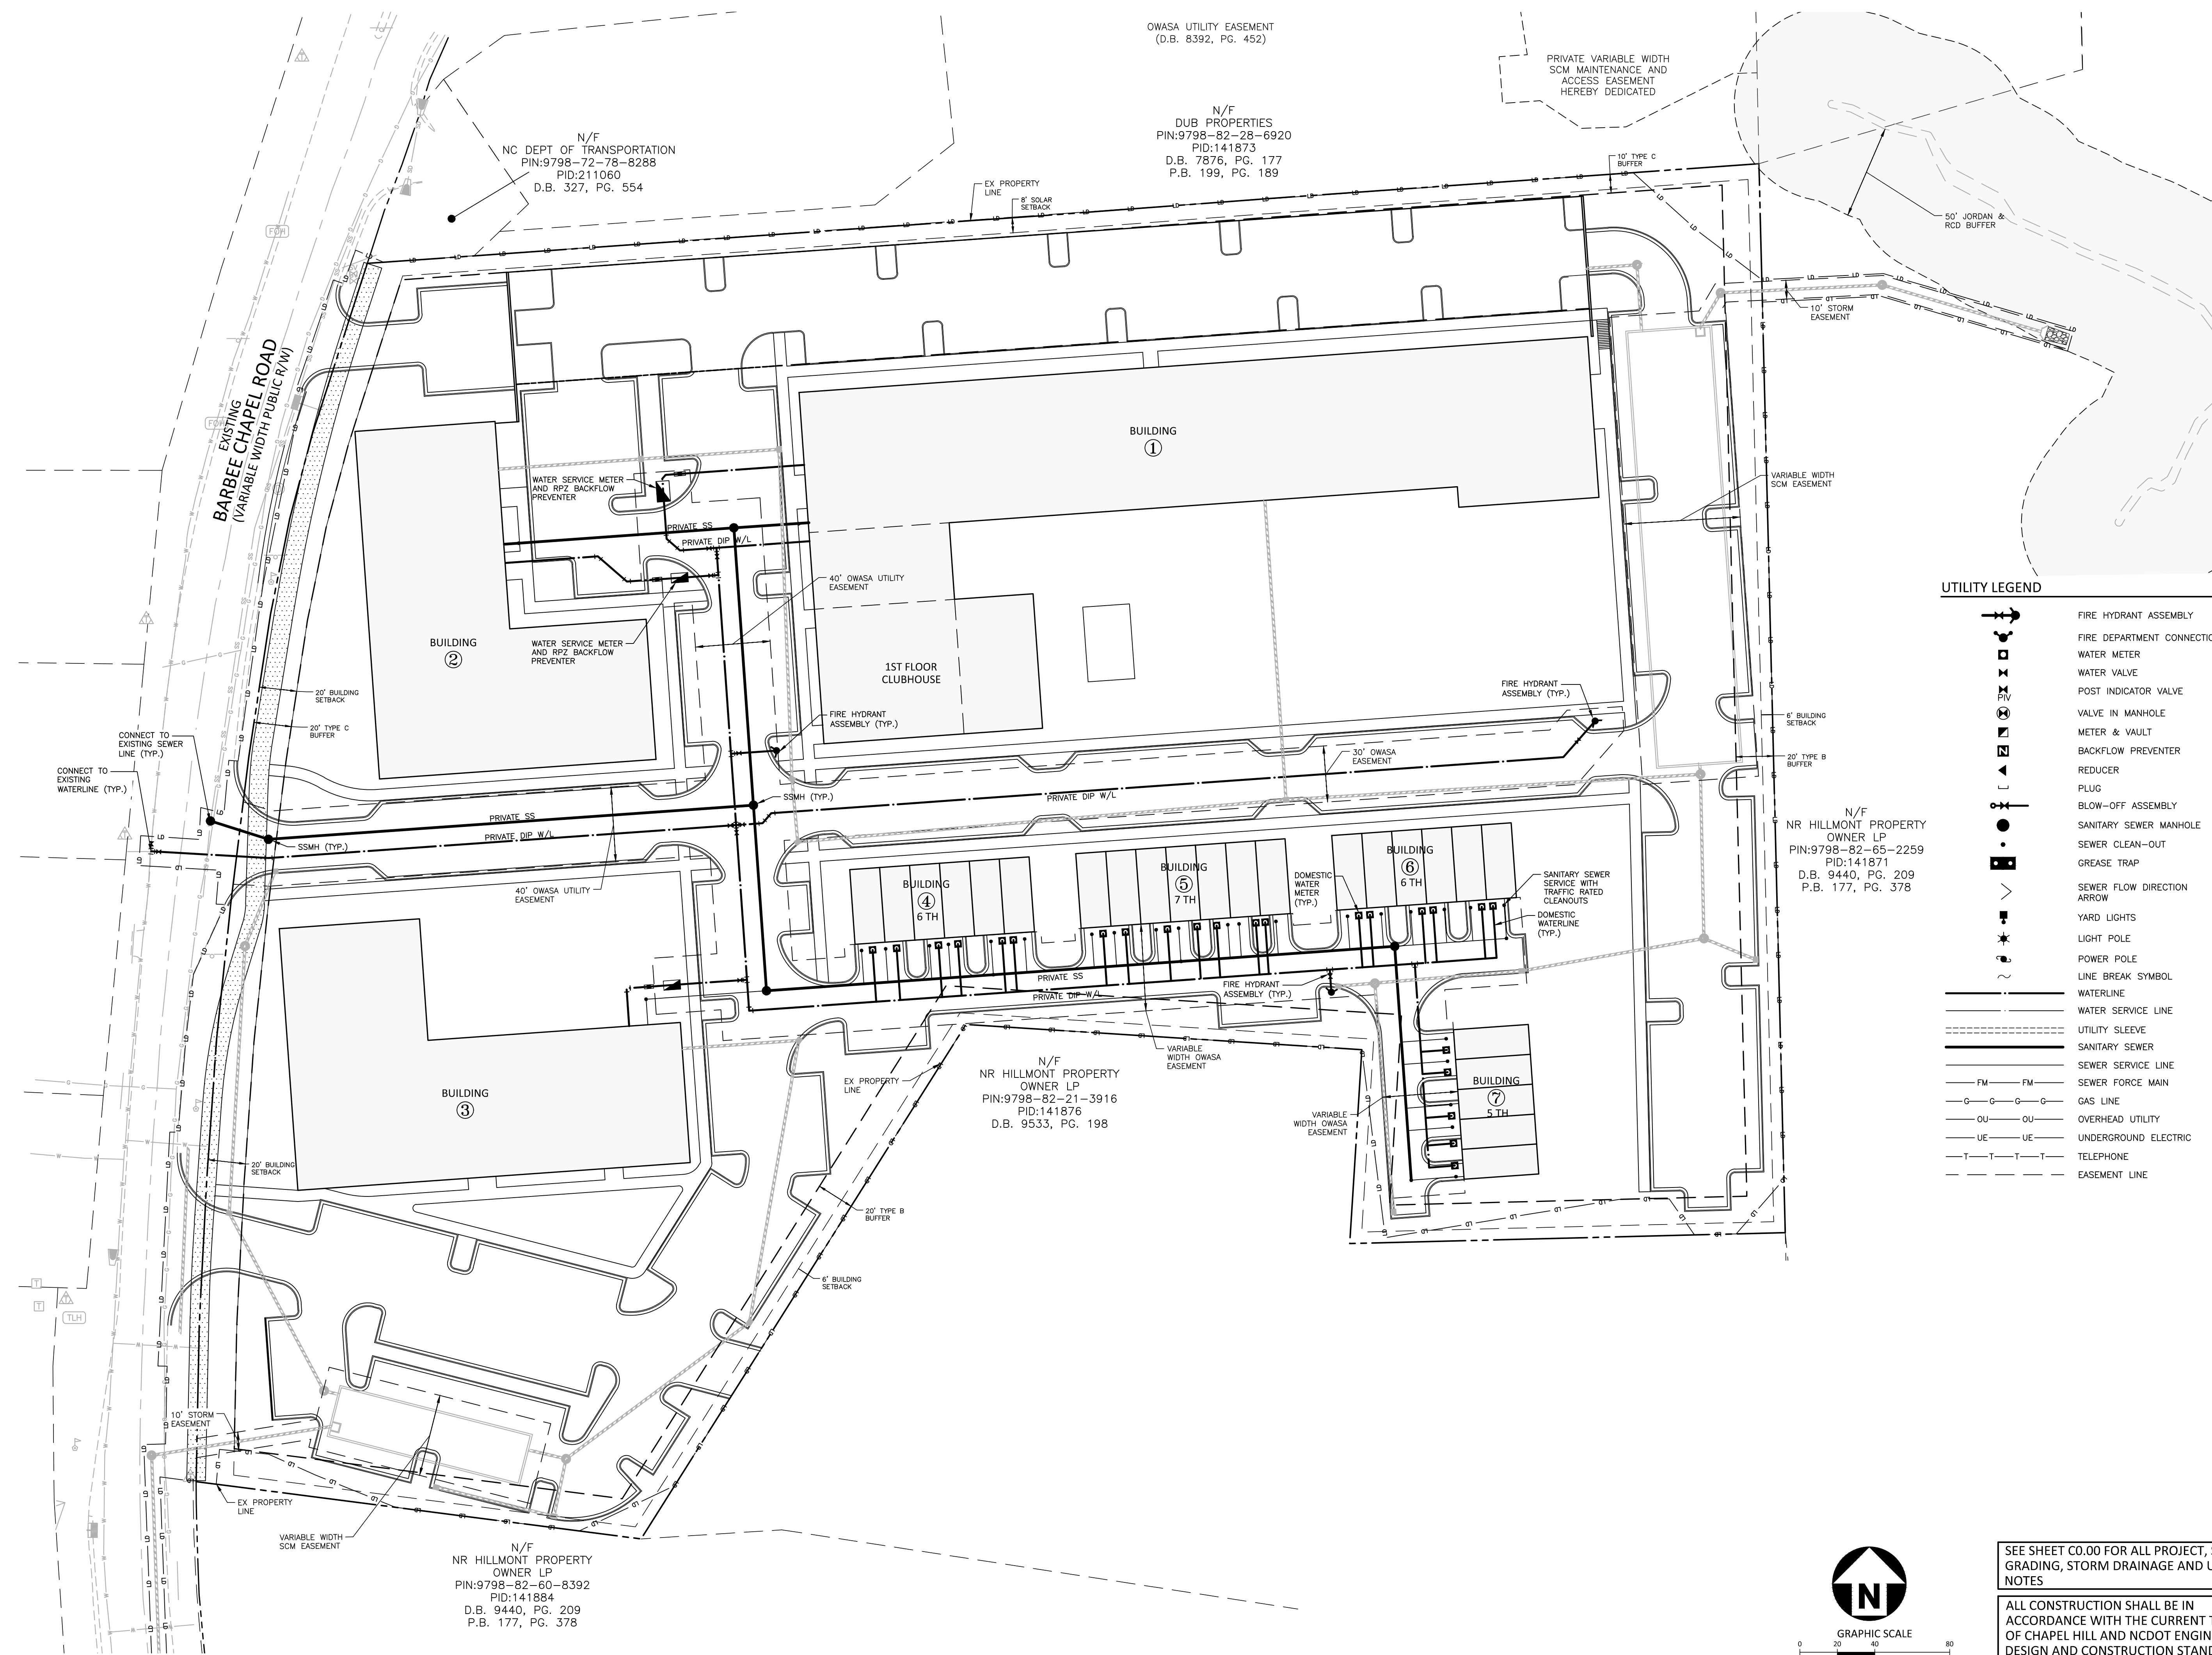 OWASA UTILITY EASEMENT
(D.B. 8392, PG. 452)
PRIVATE VARIABLE WIDTH
SCM MAINTENANCE AND
ACCESS EASEMENT
HEREBY DEDICATED
N/F
NC DEPT OF TRANSPORTATION
PIN:9798-72-78-8288
PID:211060
D.B. 327, PG. 554
N/F
DUB PROPERTIES
PIN:9798-82-28-6920
PID:141873
D.B. 7876, PG. 177
P.B. 199, PG. 189
10' TYPE C
BUFFER
EX PROPERTY
LINE
8' SOLAR
SETBACK
50' JORDAN &
RCD BUFFER
10' STORM
EASEMENT
EXISTING
BARBEE CHAPEL ROAD
(VARIABLE WIDTH PUBLIC R/W)
BUILDING
1
WATER SERVICE METER
AND RPZ BACKFLOW
PREVENTER
VARIABLE WIDTH
SCM EASEMENT
PRIVATE SS
PRIVATE DIP W/L
40' OWASA UTILITY
EASEMENT
BUILDING
2
WATER SERVICE METER
AND RPZ BACKFLOW
PREVENTER
1ST FLOOR
CLUBHOUSE
20' BUILDING
SETBACK
20' TYPE C
BUFFER
FIRE HYDRANT
ASSEMBLY (TYP.)
FIRE HYDRANT
ASSEMBLY (TYP.)
6' BUILDING
SETBACK
20' TYPE B
BUFFER
CONNECT TO
EXISTING SEWER
LINE (TYP.)
CONNECT TO
EXISTING
WATERLINE (TYP.)
30' OWASA
EASEMENT
SSMH (TYP.)
PRIVATE DIP W/L
PRIVATE SS
PRIVATE DIP W/L
SSMH (TYP.)
40' OWASA UTILITY
EASEMENT
N/F
NR HILLMONT PROPERTY
OWNER LP
PIN:9798-82-65-2259
PID:141871
D.B. 9440, PG. 209
P.B. 177, PG. 378
BUILDING
4
6 TH
BUILDING
5
7 TH
BUILDING
6
6 TH
DOMESTIC
WATER
METER
(TYP.)
SANITARY SEWER
SERVICE WITH
TRAFFIC RATED
CLEANOUTS
DOMESTIC
WATERLINE
(TYP.)
PRIVATE SS
PRIVATE DIP W/L
FIRE HYDRANT
ASSEMBLY (TYP.)
VARIABLE
WIDTH OWASA
EASEMENT
EX PROPERTY
LINE
N/F
NR HILLMONT PROPERTY
OWNER LP
PIN:9798-82-21-3916
PID:141876
D.B. 9533, PG. 198
BUILDING
7
5 TH
VARIABLE
WIDTH OWASA
EASEMENT
BUILDING
3
20' BUILDING
SETBACK
20' TYPE B
BUFFER
6' BUILDING
SETBACK
TLH
10' STORM
EASEMENT
EX PROPERTY
LINE
VARIABLE WIDTH
SCM EASEMENT
N/F
NR HILLMONT PROPERTY
OWNER LP
PIN:9798-82-60-8392
PID:141884
D.B. 9440, PG. 209
P.B. 177, PG. 378
UTILITY LEGEND
FIRE HYDRANT ASSEMBLY
FIRE DEPARTMENT CONNECTIO
WATER METER
WATER VALVE
PIV POST INDICATOR VALVE
VALVE IN MANHOLE
METER & VAULT
BACKFLOW PREVENTER
REDUCER
PLUG
BLOW-OFF ASSEMBLY
SANITARY SEWER MANHOLE
SEWER CLEAN-OUT
GREASE TRAP
SEWER FLOW DIRECTION
ARROW
YARD LIGHTS
LIGHT POLE
POWER POLE
LINE BREAK SYMBOL
WATERLINE
WATER SERVICE LINE
UTILITY SLEEVE
SANITARY SEWER
SEWER SERVICE LINE
FM FM SEWER FORCE MAIN
G G G G GAS LINE
OU OU OVERHEAD UTILITY
UE UE UNDERGROUND ELECTRIC
T T T T TELEPHONE
EASEMENT LINE
N
GRAPHIC SCALE
0 20 40 80
SEE SHEET C0.00 FOR ALL PROJECT,
GRADING, STORM DRAINAGE AND U
NOTES
ALL CONSTRUCTION SHALL BE IN
ACCORDANCE WITH THE CURRENT T
OF CHAPEL HILL AND NCDOT ENGIN
DESIGN AND CONSTRUCTION STAN